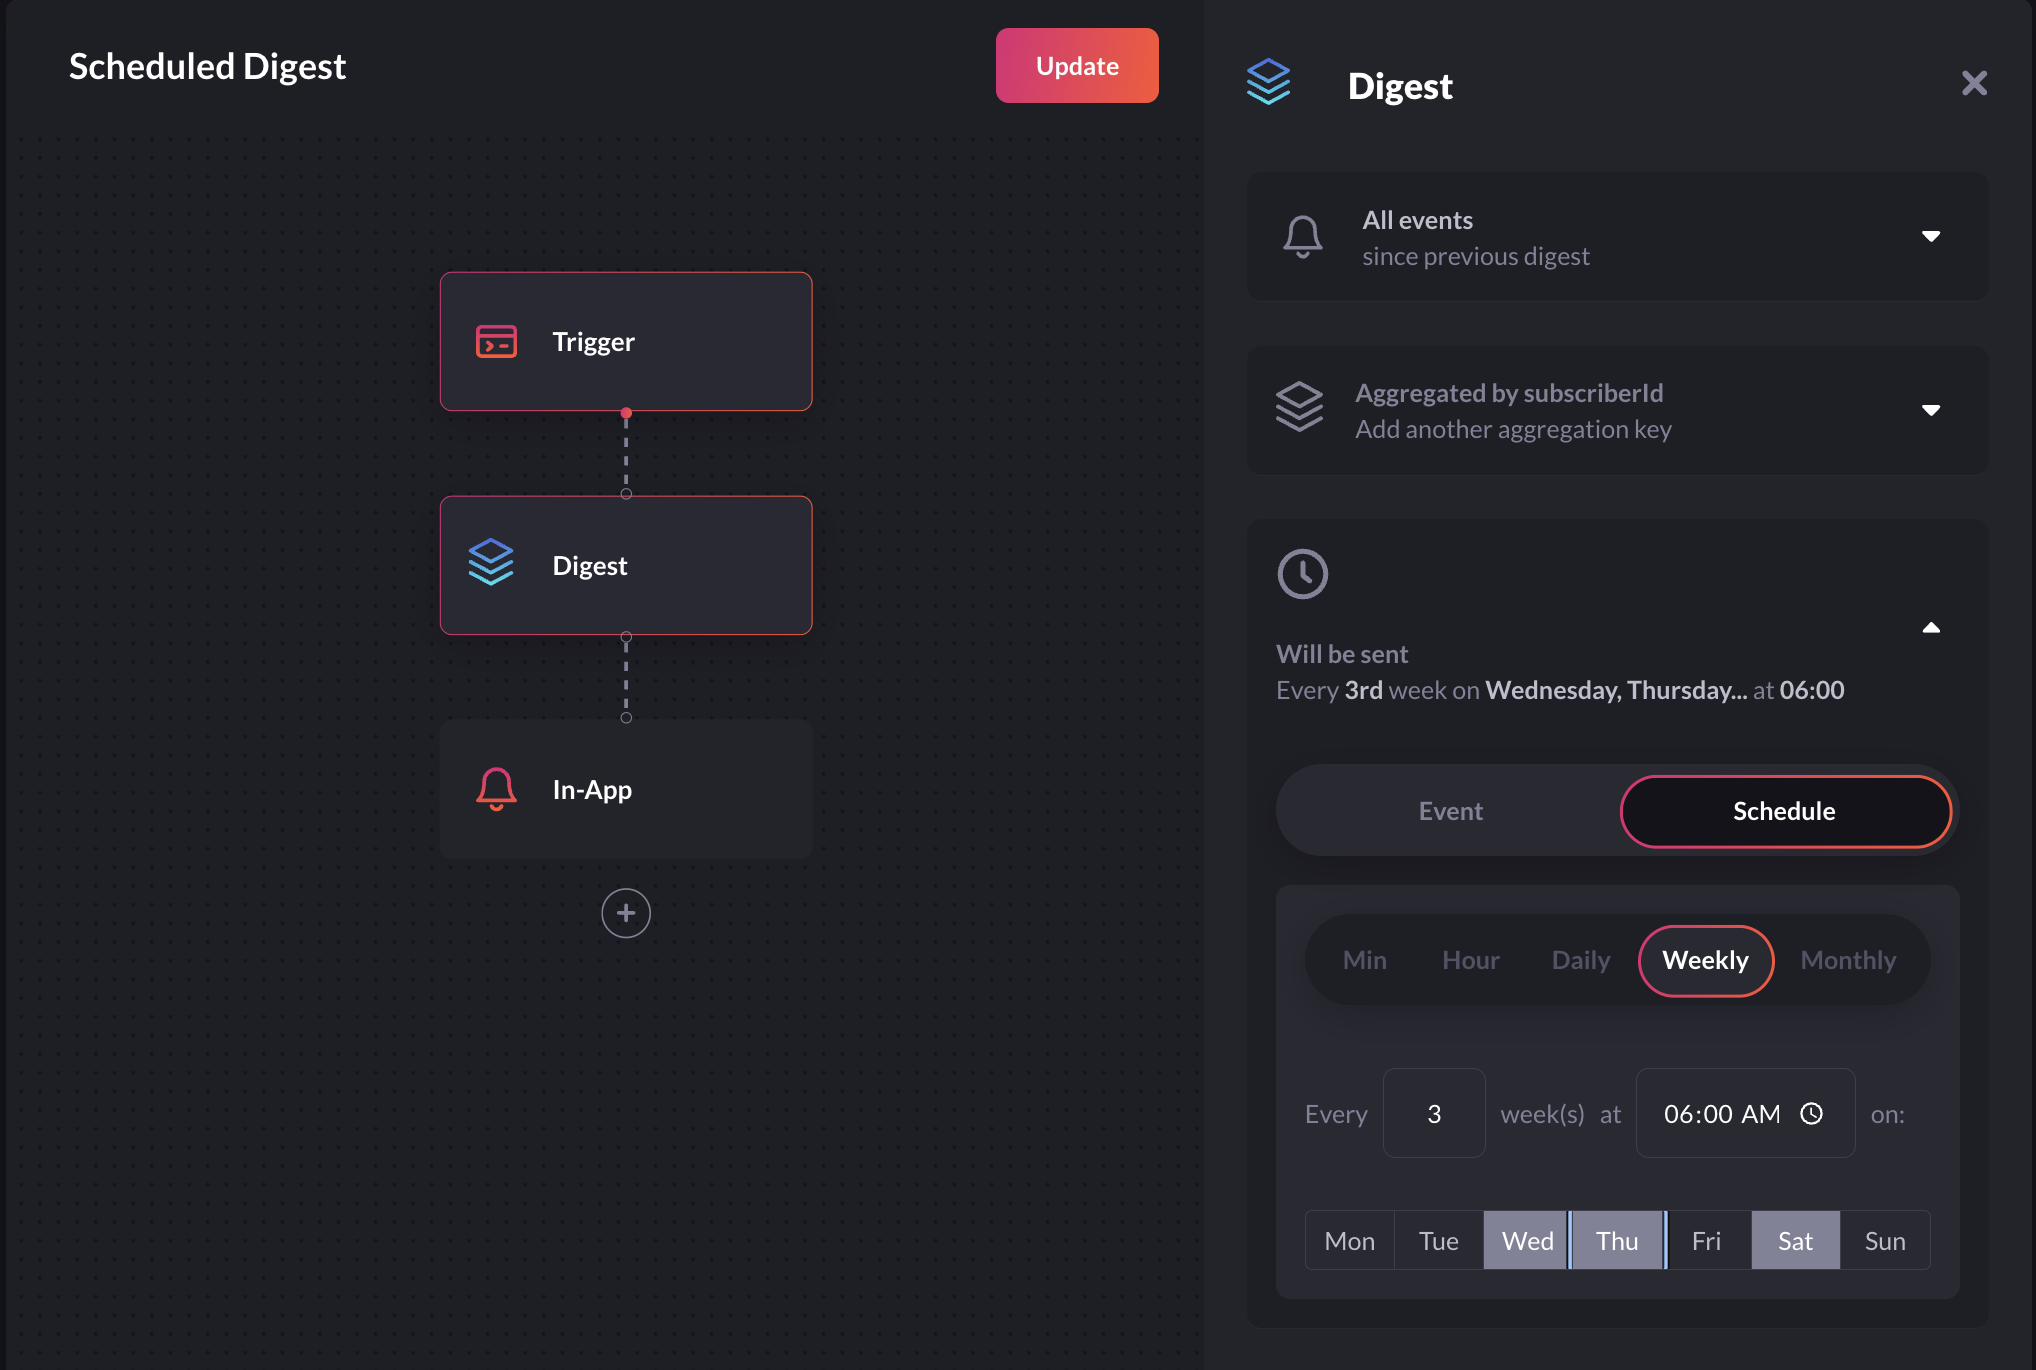 Scheduled Digest
Update
Trigger
Digest
In-App
Digest
All events
since previous digest
Aggregated by subscriberId
Add another aggregation key
Will be sent
Every 3rd week on Wednesday, Thursday... at 06:00
Event Schedule
Min Hour Daily Weekly Monthly
Every 3 week(s) at 06:00 AM on:
Mon Tue Wed Thu Fri Sat Sun